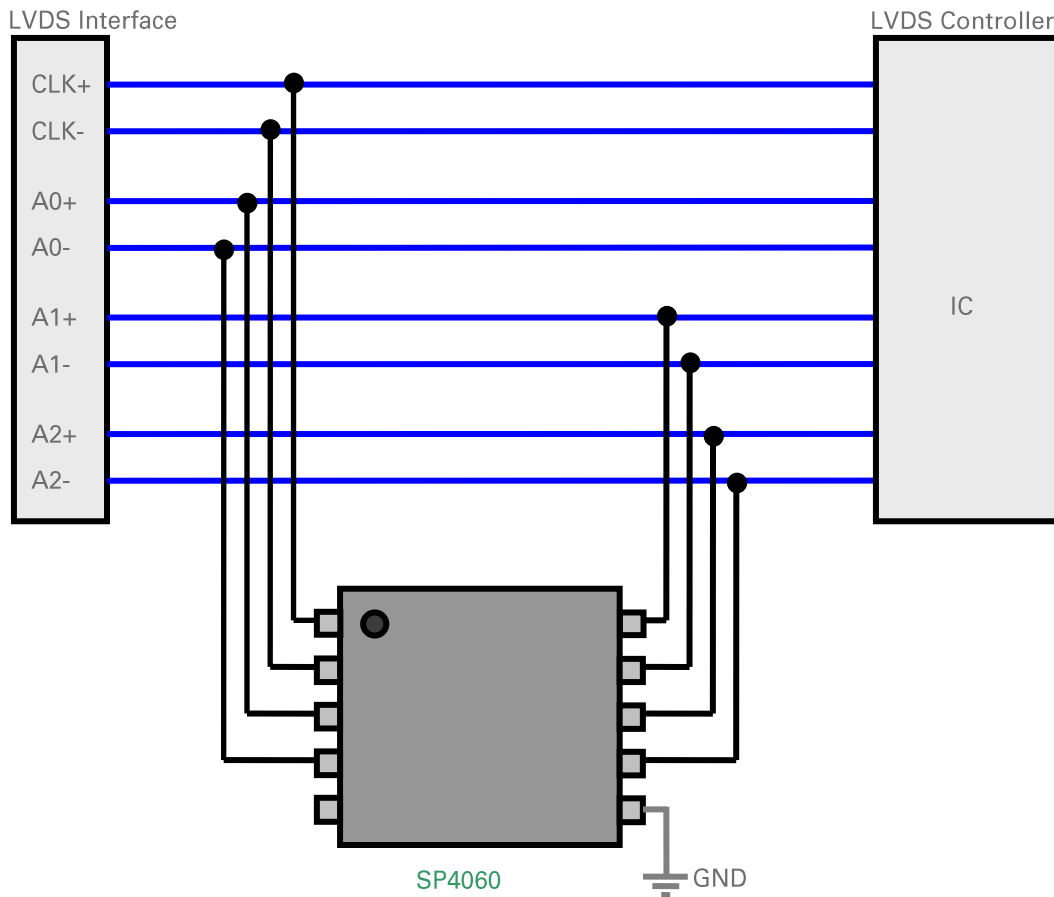 LVDS Interface
LVDS Controller
CLK+
CLK-
A0+
A0-
A1+
A1-
A2+
A2-
IC
SP4060
GND